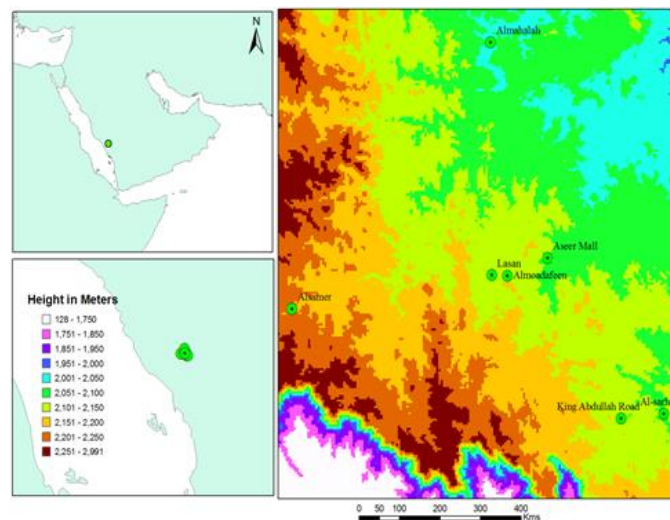 N
Height in Meters
128 - 1,750
1,751 - 1,850
1,851 - 1,950
1,951 - 2,000
2,001 - 2,050
2,051 - 2,100
2,101 - 2,150
2,151 - 2,200
2,201 - 2,250
2,251 - 2,991
Almahalah
Aseer Mall
Lasan
Almoadafeen
King Abdullah Road
0 50 100 200 300 400
Kms